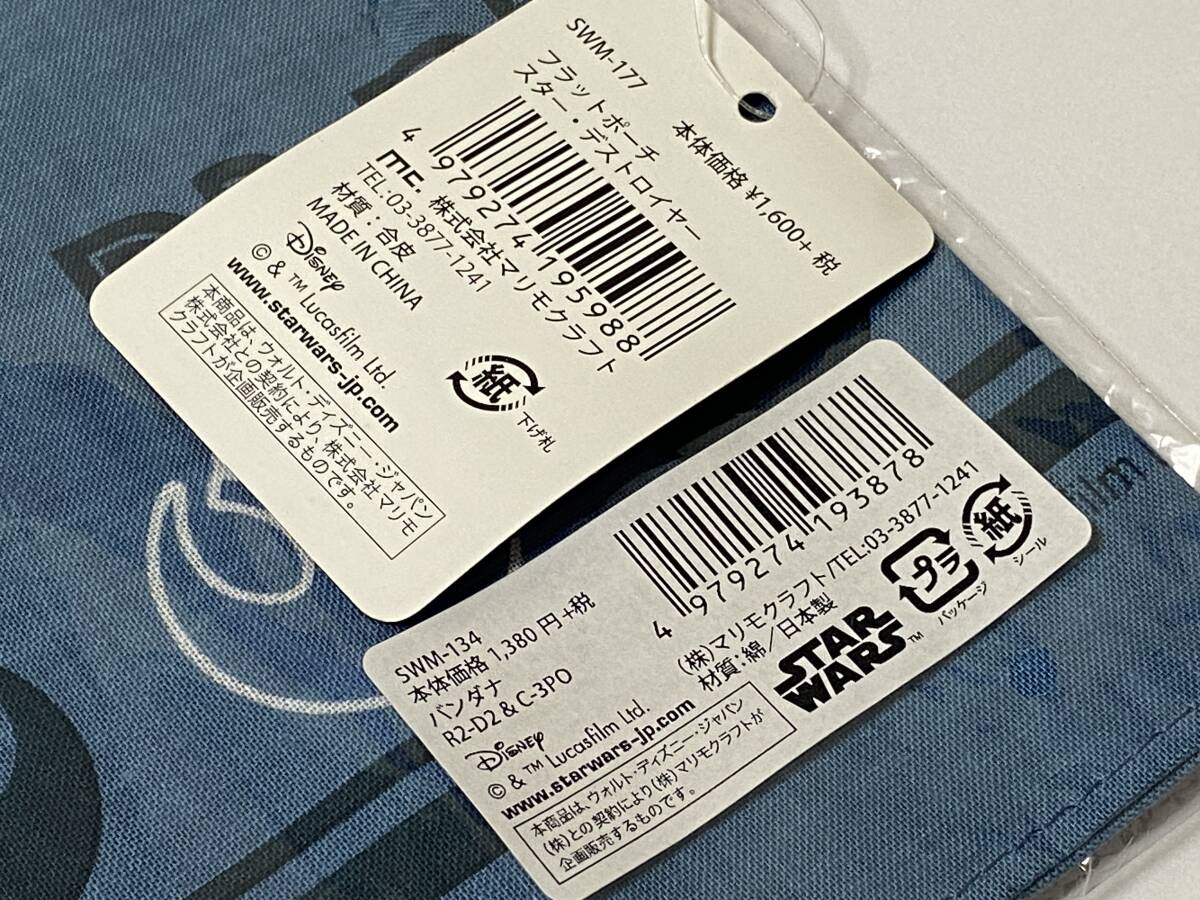 SWM-177
フラットポーチ
スター・デストロイヤー
本体価格 ¥1,600+税
4 979274 195988
mc. 株式会社マリモクラフト
TEL:03-3877-1241
材質：合皮
MADE IN CHINA
Disney
© & ™ Lucasfilm Ltd.
www.starwars-jp.com
本商品は、ウォルト・ディズニー・ジャパン
株式会社との契約により、株式会社マリモ
クラフトが企画販売するものです。
紙
下げ札
SWM-134
本体価格 1,380 円+税
バンダナ
R2-D2 & C-3PO
Disney
© & ™ Lucasfilm Ltd.
www.starwars-jp.com
本商品は、ウォルト・ディズニー・ジャパン
(株)との契約により(株)マリモクラフトが
企画販売するものです。
4 979274 193878
(株)マリモクラフト/TEL:03-3877-1241
材質：綿／日本製
STAR
WARS™
プラ
パッケージ
紙
シール
film